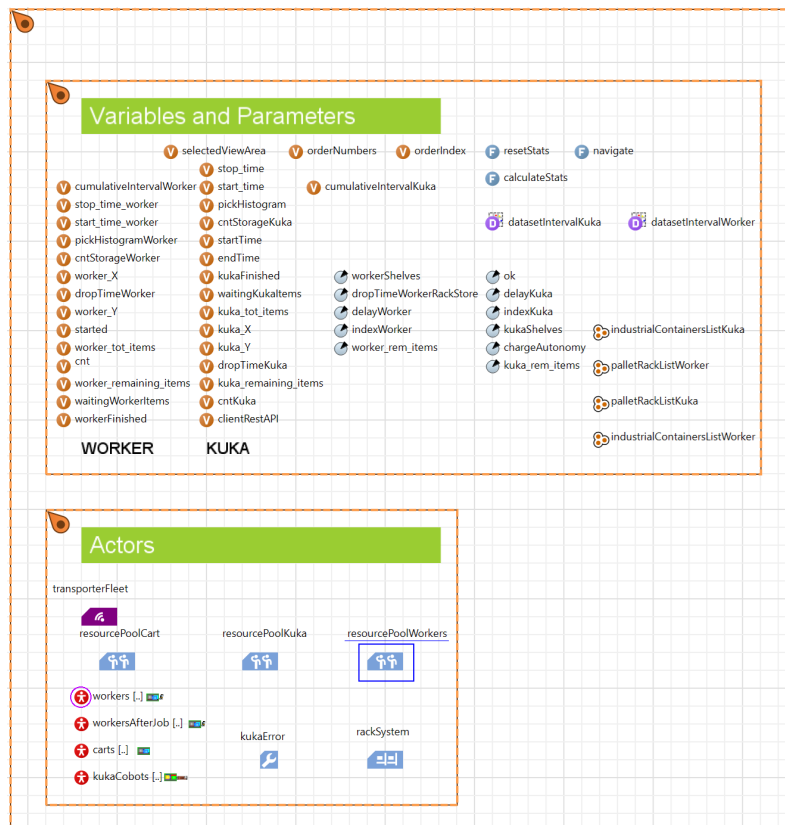 Variables and Parameters
selectedViewArea orderNumbers orderIndex resetStats navigate
stop_time
calculateStats
cumulativeIntervalWorker start_time cumulativeIntervalKuka
stop_time_worker pickHistogram
start_time_worker cntStorageKuka datasetIntervalKuka datasetIntervalWorker
pickHistogramWorker startTime
cntStorageWorker endTime
worker_X kukaFinished workerShelves ok
dropTimeWorker waitingKukaItems dropTimeWorkerRackStore delayKuka
worker_Y kuka_tot_items delayWorker indexKuka
started kuka_X indexWorker kukaShelves industrialContainersListKuka
worker_tot_items kuka_Y worker_rem_items chargeAutonomy
cnt dropTimeKuka kuka_rem_items palletRackListWorker
worker_remaining_items kuka_remaining_items
waitingWorkerItems cntKuka palletRackListKuka
workerFinished clientRestAPI
industrialContainersListWorker
WORKER KUKA
Actors
transporterFleet
resourcePoolCart resourcePoolKuka resourcePoolWorkers
workers [..]
workersAfterJob [..]
kukaError rackSystem
carts [..]
kukaCobots [..]